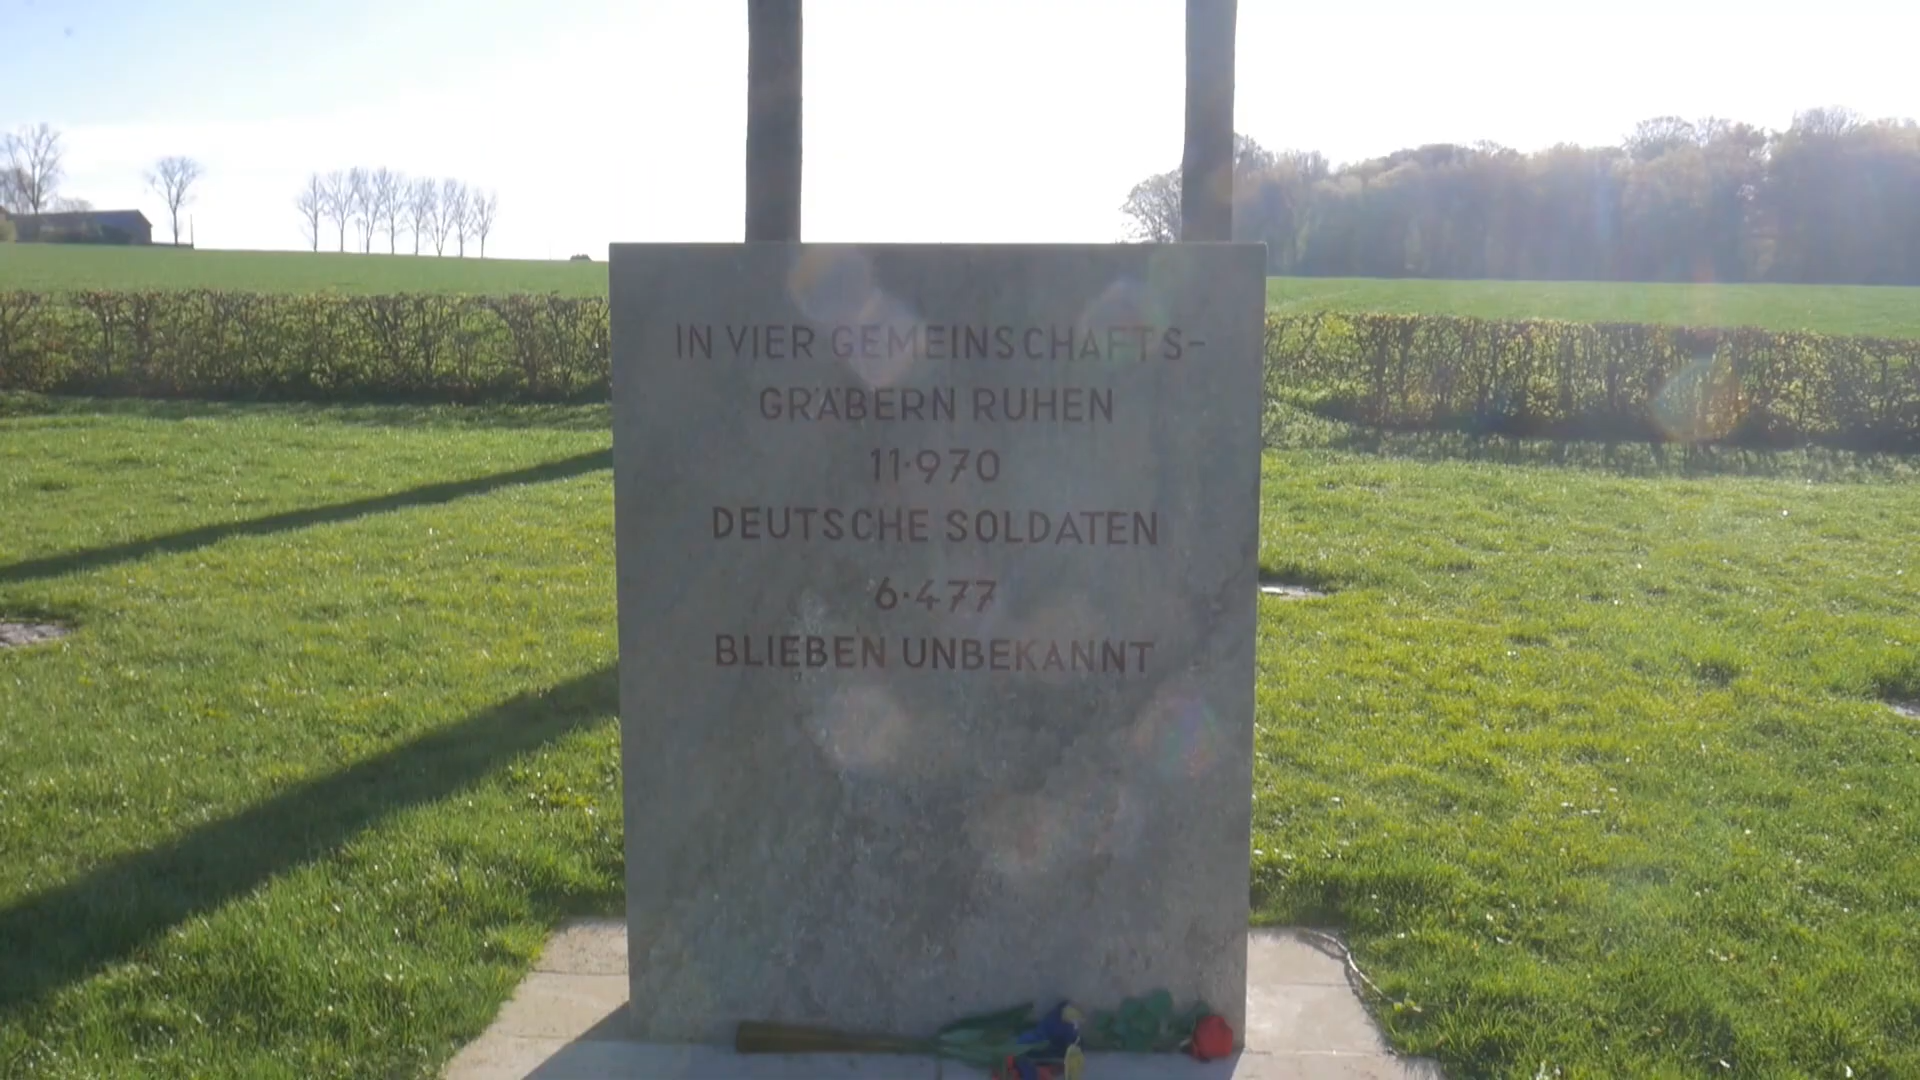 IN VIER GEMEINSCHAFTS-
GRÄBERN RUHEN
11·970
DEUTSCHE SOLDATEN
6·477
BLIEBEN UNBEKANNT